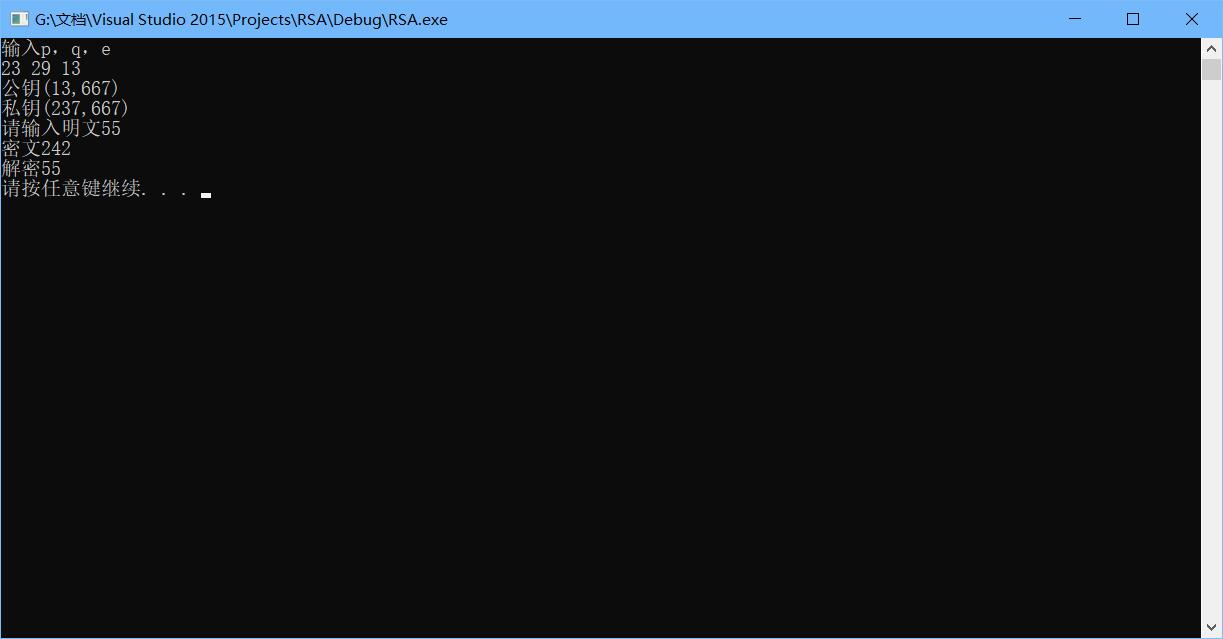 G:\文档\Visual Studio 2015\Projects\RSA\Debug\RSA.exe
输入p，q，e
23 29 13
公钥(13,667)
私钥(237,667)
请输入明文55
密文242
解密55
请按任意键继续. . .